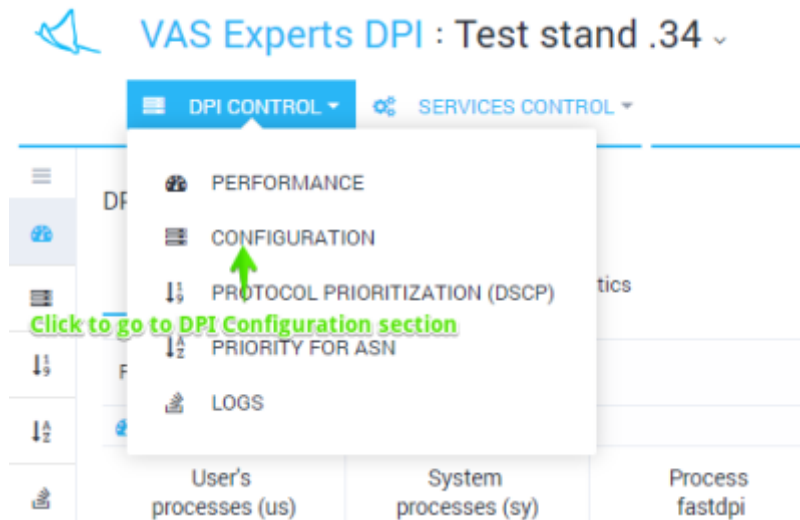 VAS Experts DPI : Test stand .34
DPI CONTROL
SERVICES CONTROL
PERFORMANCE
CONFIGURATION
PROTOCOL PRIORITIZATION (DSCP)
tics
Click to go to DPI Configuration section
PRIORITY FOR ASN
LOGS
User's
processes (us)
System
processes (sy)
Process
fastdpi